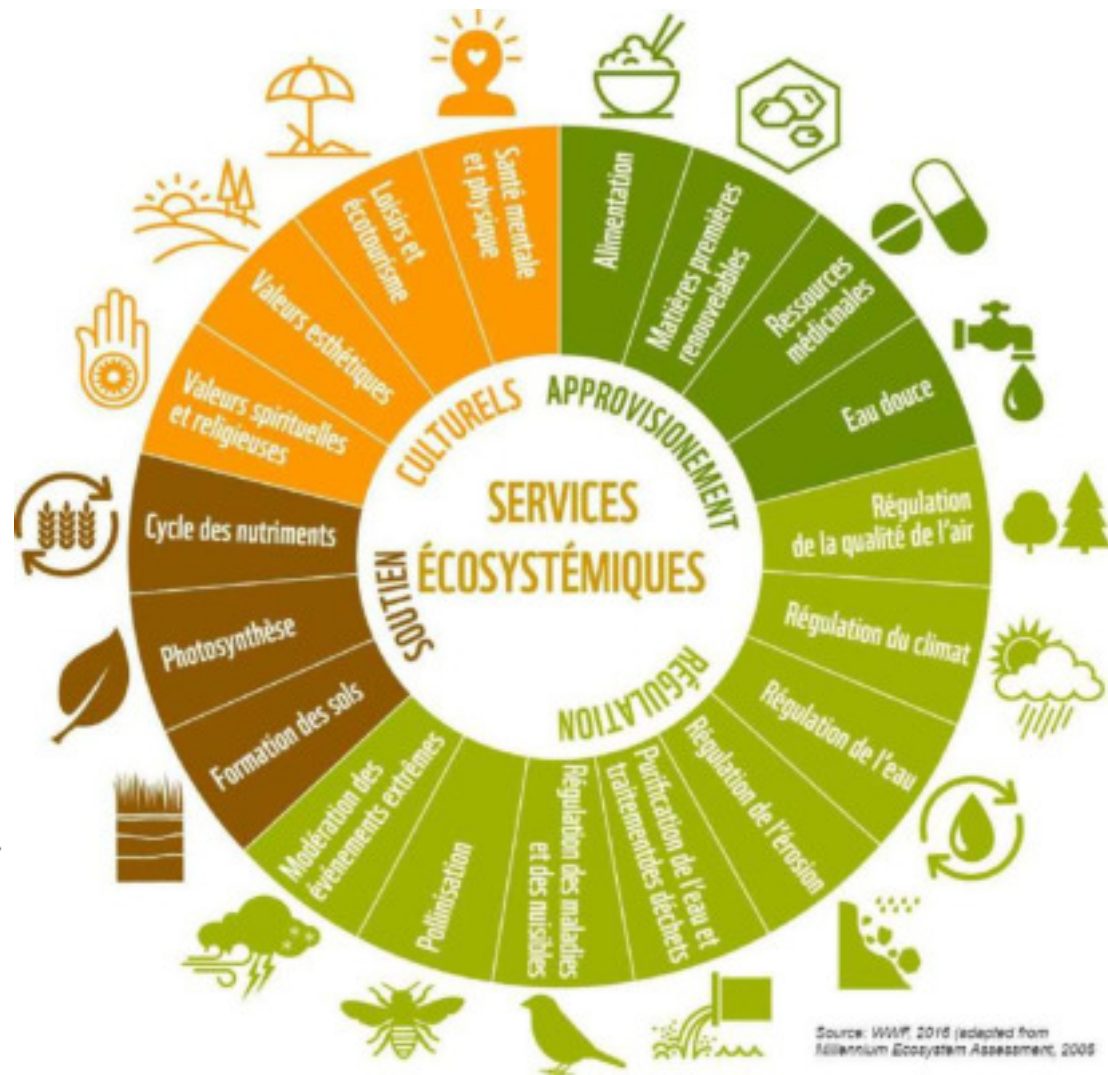 SERVICES
ÉCOSYSTÉMIQUES
APPROVISIONEMENT
Alimentation
Matières premières
renouvelables
Ressources
médicinales
Eau douce
RÉGULATION
Régulation
de la qualité de l'air
Régulation du climat
Régulation de l'eau
Régulation de l'érosion
Purification de l'eau et
traitementdes déchets
Régulation des maladies
et des nuisibles
Pollinisation
Modération des
événements extrêmes
SOUTIEN
Formation des sols
Photosynthèse
Cycle des nutriments
CULTURELS
Valeurs spirituelles
et religieuses
Valeurs esthétiques
Loisirs et
écotourisme
Santé mentale
et physique
Source: WWF, 2016 (adapted from
Millennium Ecosystem Assessment, 2005